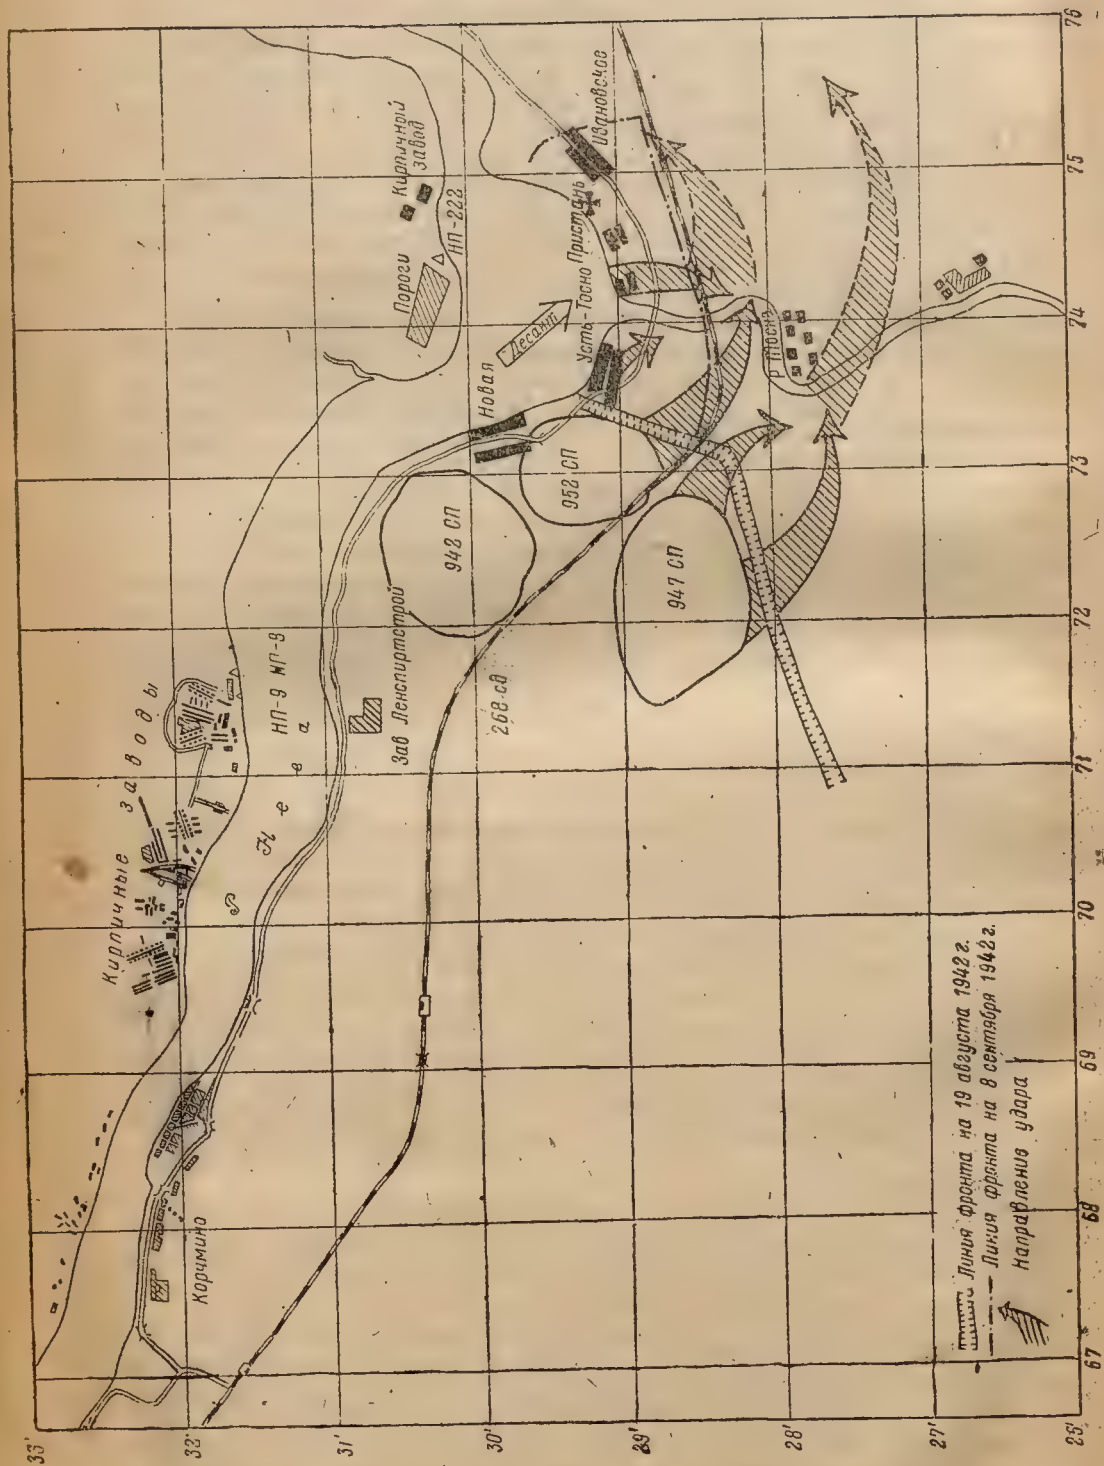 33'
32'
31'
30'
29'
28'
27'
25'
67
68
69
70
71
72
73
74
75
76
Корчмино
Кирпичные заводы
Нева
НП-9 МП-9
Зав Ленспиртстрой
268 сд
948 СП
952 СП
947 СП
Новая
Десант
Пороги
НП-222
Кирпичный
завод
Усть-Тосно
Пристань
Ивановское
р Тосна
Линия фронта на 19 августа 1942 г.
Линия фронта на 8 сентября 1942 г.
Направление удара